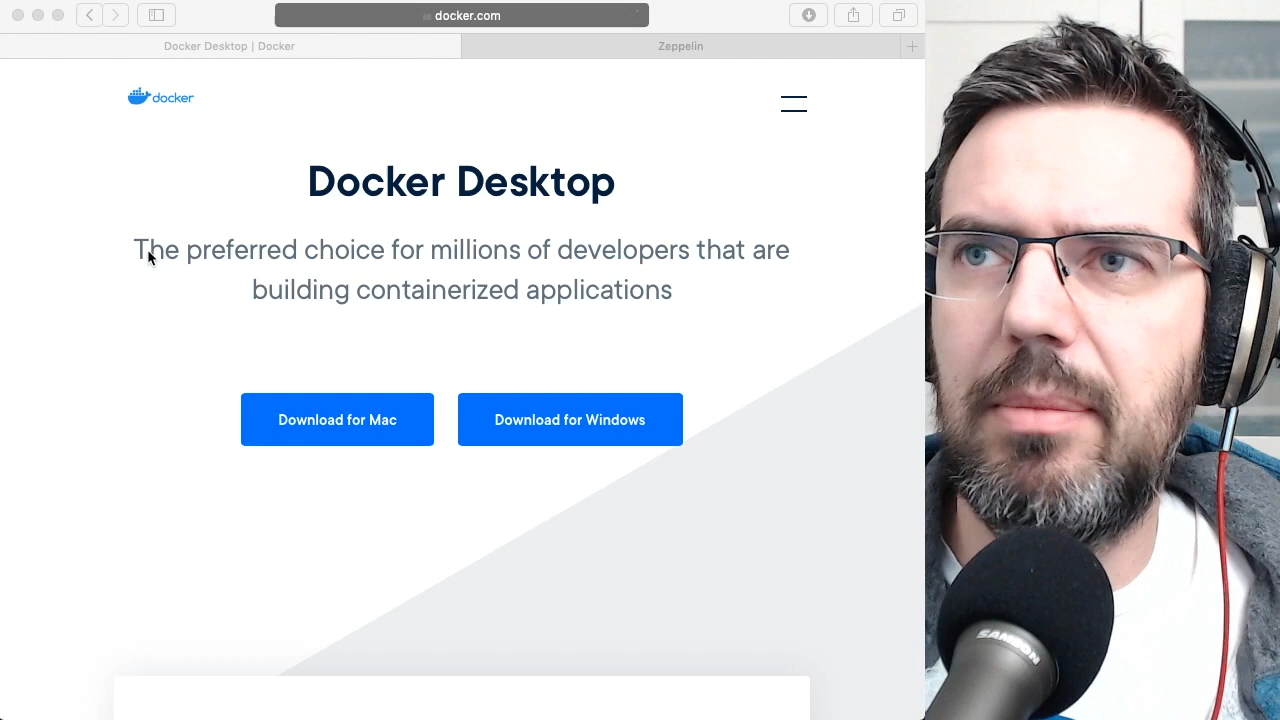 docker.com
Docker Desktop | Docker
Zeppelin
docker
Docker Desktop
The preferred choice for millions of developers that are
building containerized applications
Download for Mac
Download for Windows
SAMSON